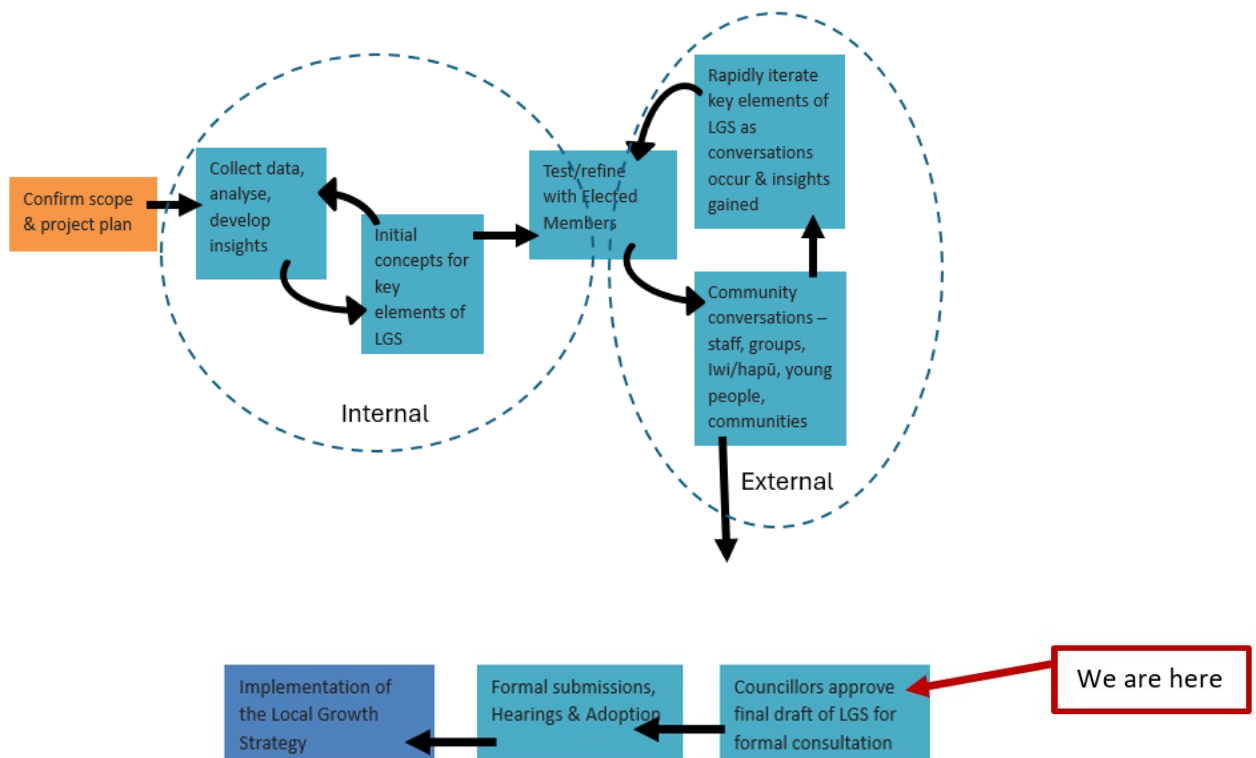 Confirm scope
& project plan
Collect data,
analyse,
develop
insights
Initial
concepts for
key
elements of
LGS
Internal
Test/refine
with Elected
Members
Rapidly iterate
key elements of
LGS as
conversations
occur & insights
gained
Community
conversations –
staff, groups,
Iwi/hapū, young
people,
communities
External
We are here
Councillors approve
final draft of LGS for
formal consultation
Formal submissions,
Hearings & Adoption
Implementation of
the Local Growth
Strategy